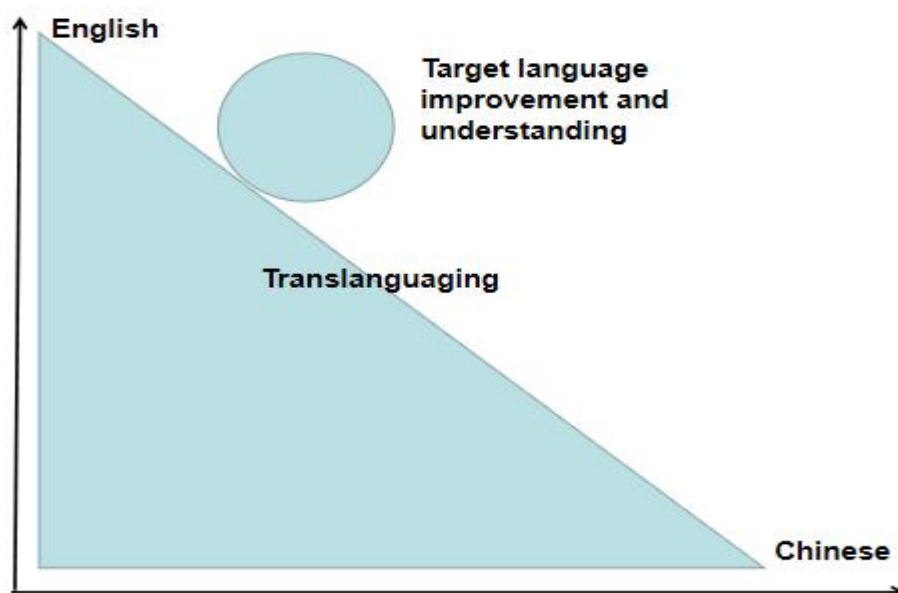 English
Target language
improvement and
understanding
Translanguaging
Chinese